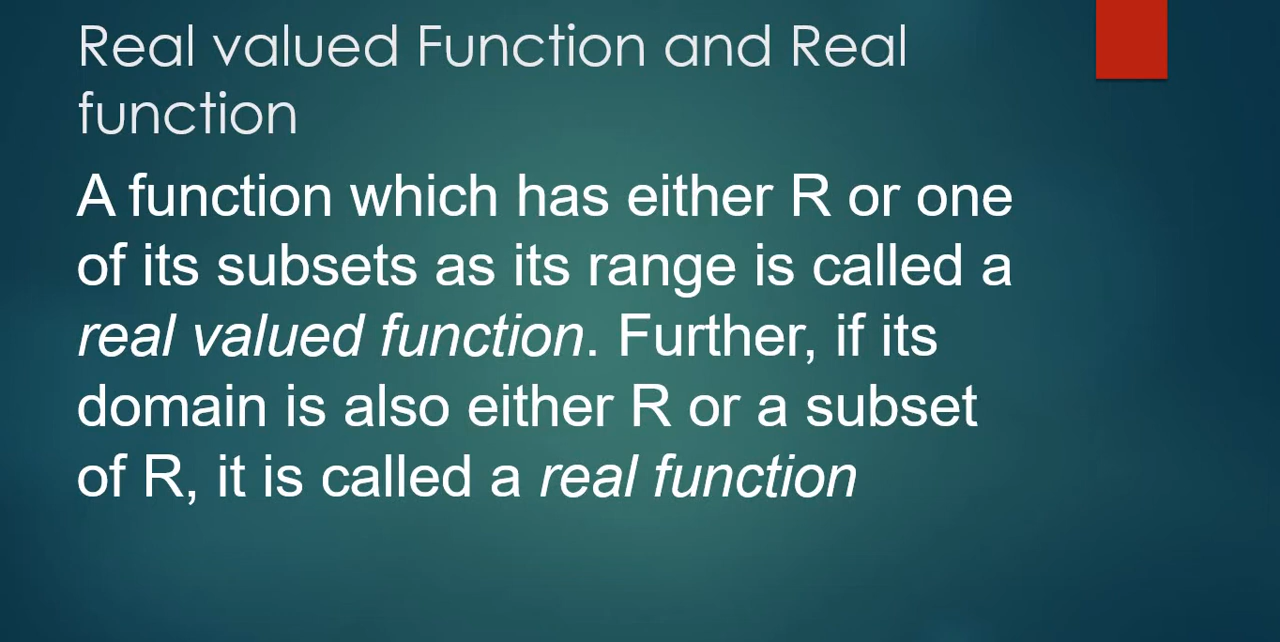 Real valued Function and Real
function
A function which has either R or one
of its subsets as its range is called a
real valued function. Further, if its
domain is also either R or a subset
of R, it is called a real function